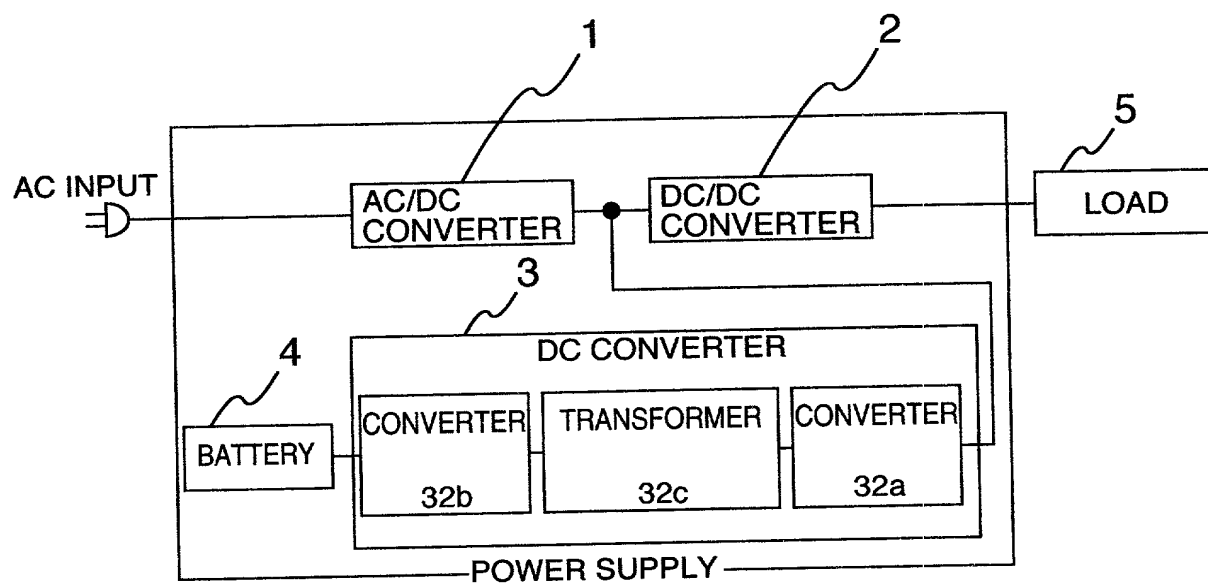 1
2
5
AC INPUT
AC/DC
CONVERTER
DC/DC
CONVERTER
LOAD
3
DC CONVERTER
4
BATTERY
CONVERTER
32b
TRANSFORMER
32c
CONVERTER
32a
POWER SUPPLY